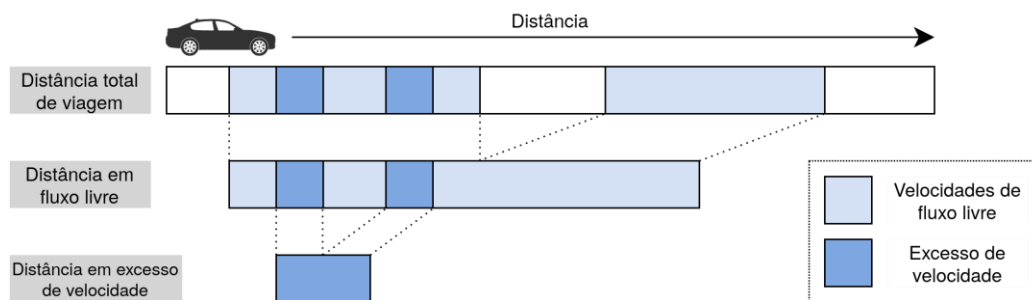 Distância
Distância total
de viagem
Distância em
fluxo livre
Velocidades de
fluxo livre
Distância em excesso
de velocidade
Excesso de
velocidade